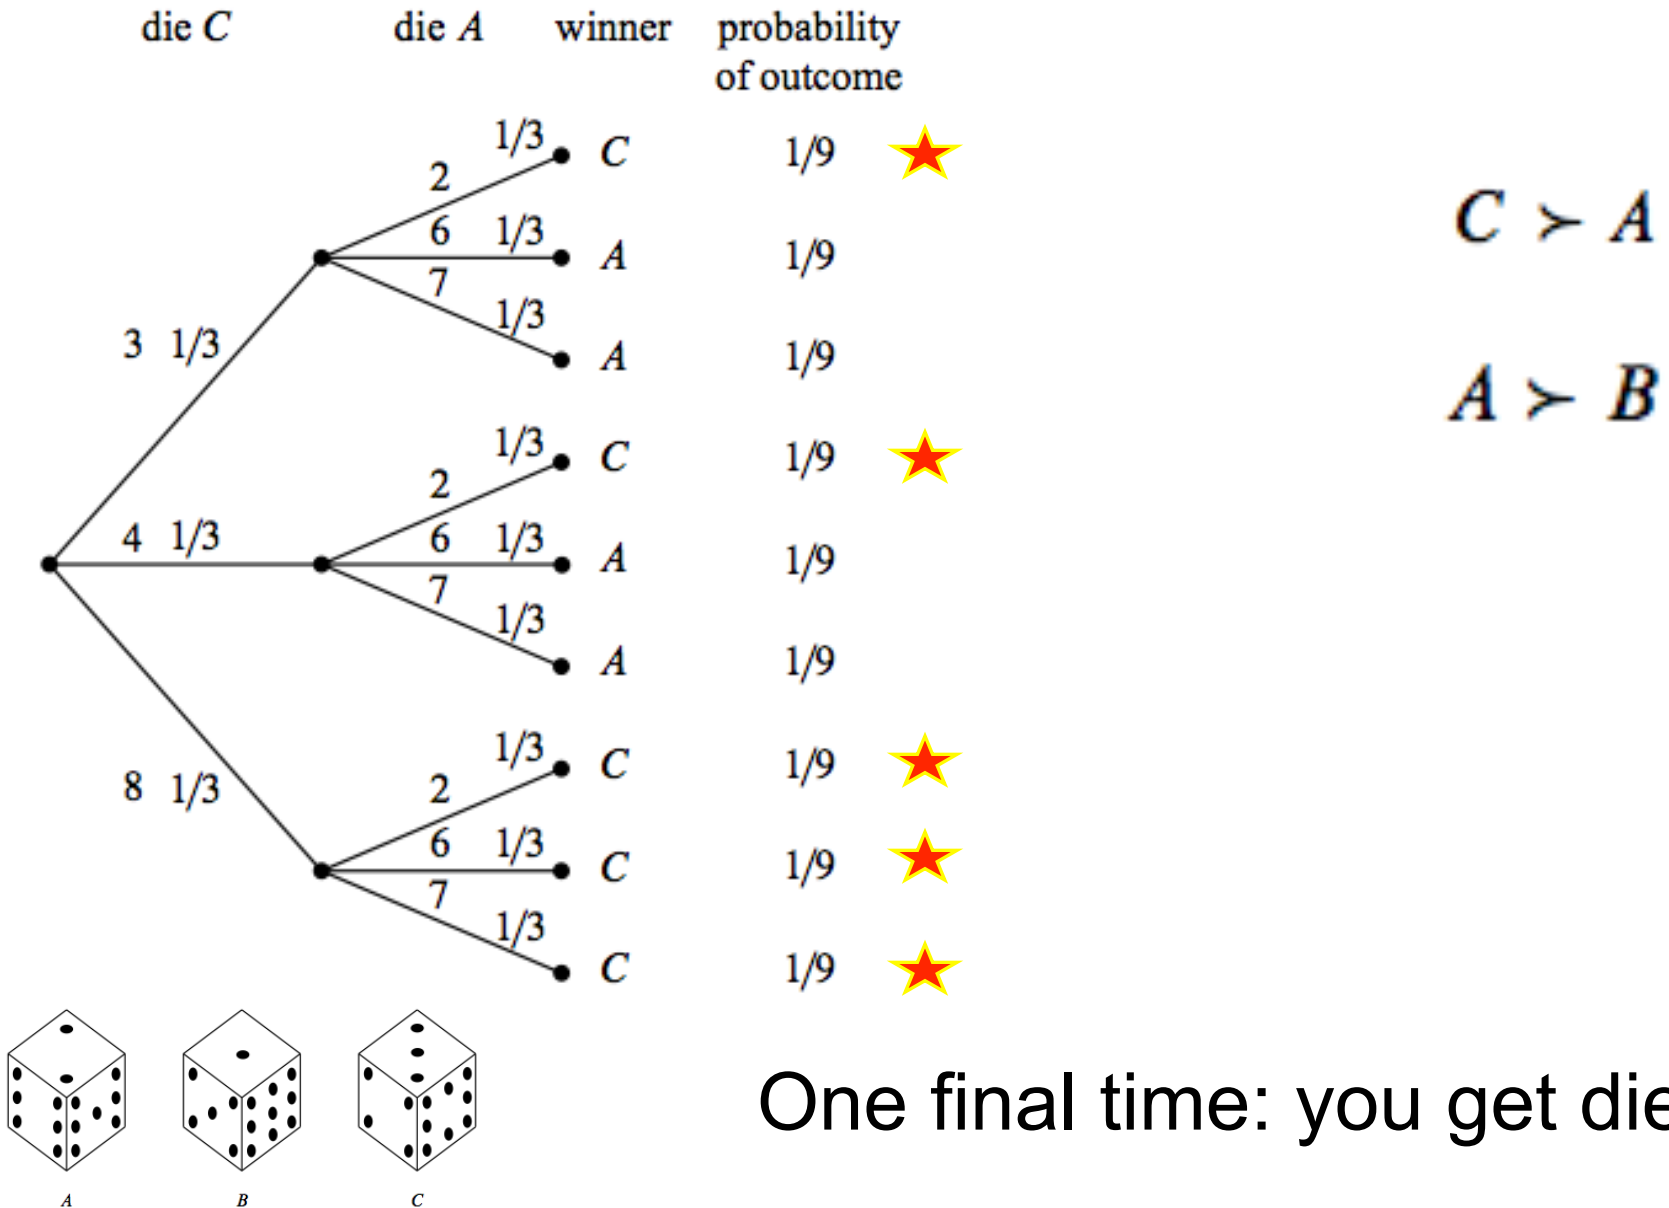 die C die A winner probability
of outcome
1/3 C 1/9
2
6 1/3 A 1/9
7
1/3 A 1/9
3 1/3
C ≻ A
A ≻ B
1/3 C 1/9
2
4 1/3 6 1/3 A 1/9
7
1/3 A 1/9
8 1/3
1/3 C 1/9
2
6 1/3 C 1/9
7
1/3 C 1/9
A B C
One final time: you get die